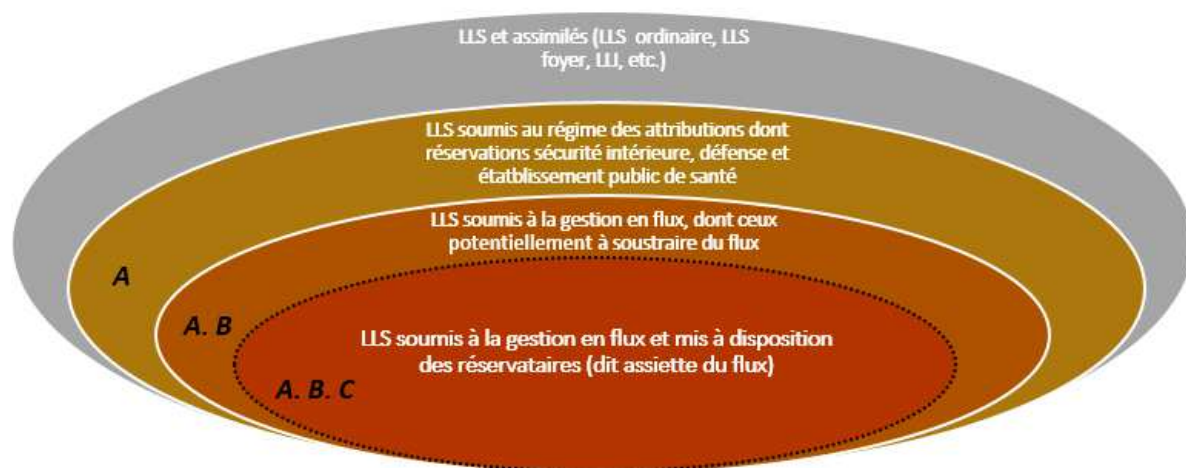 LLS et assimilés (LLS ordinaire, LLS
foyer, LLI, etc.)
LLS soumis au régime des attributions dont
réservations sécurité intérieure, défense et
étatblissement public de santé
LLS soumis à la gestion en flux, dont ceux
potentiellement à soustraire du flux
A
A. B
LLS soumis à la gestion en flux et mis à disposition
des réservataires (dit assiette du flux)
A. B. C